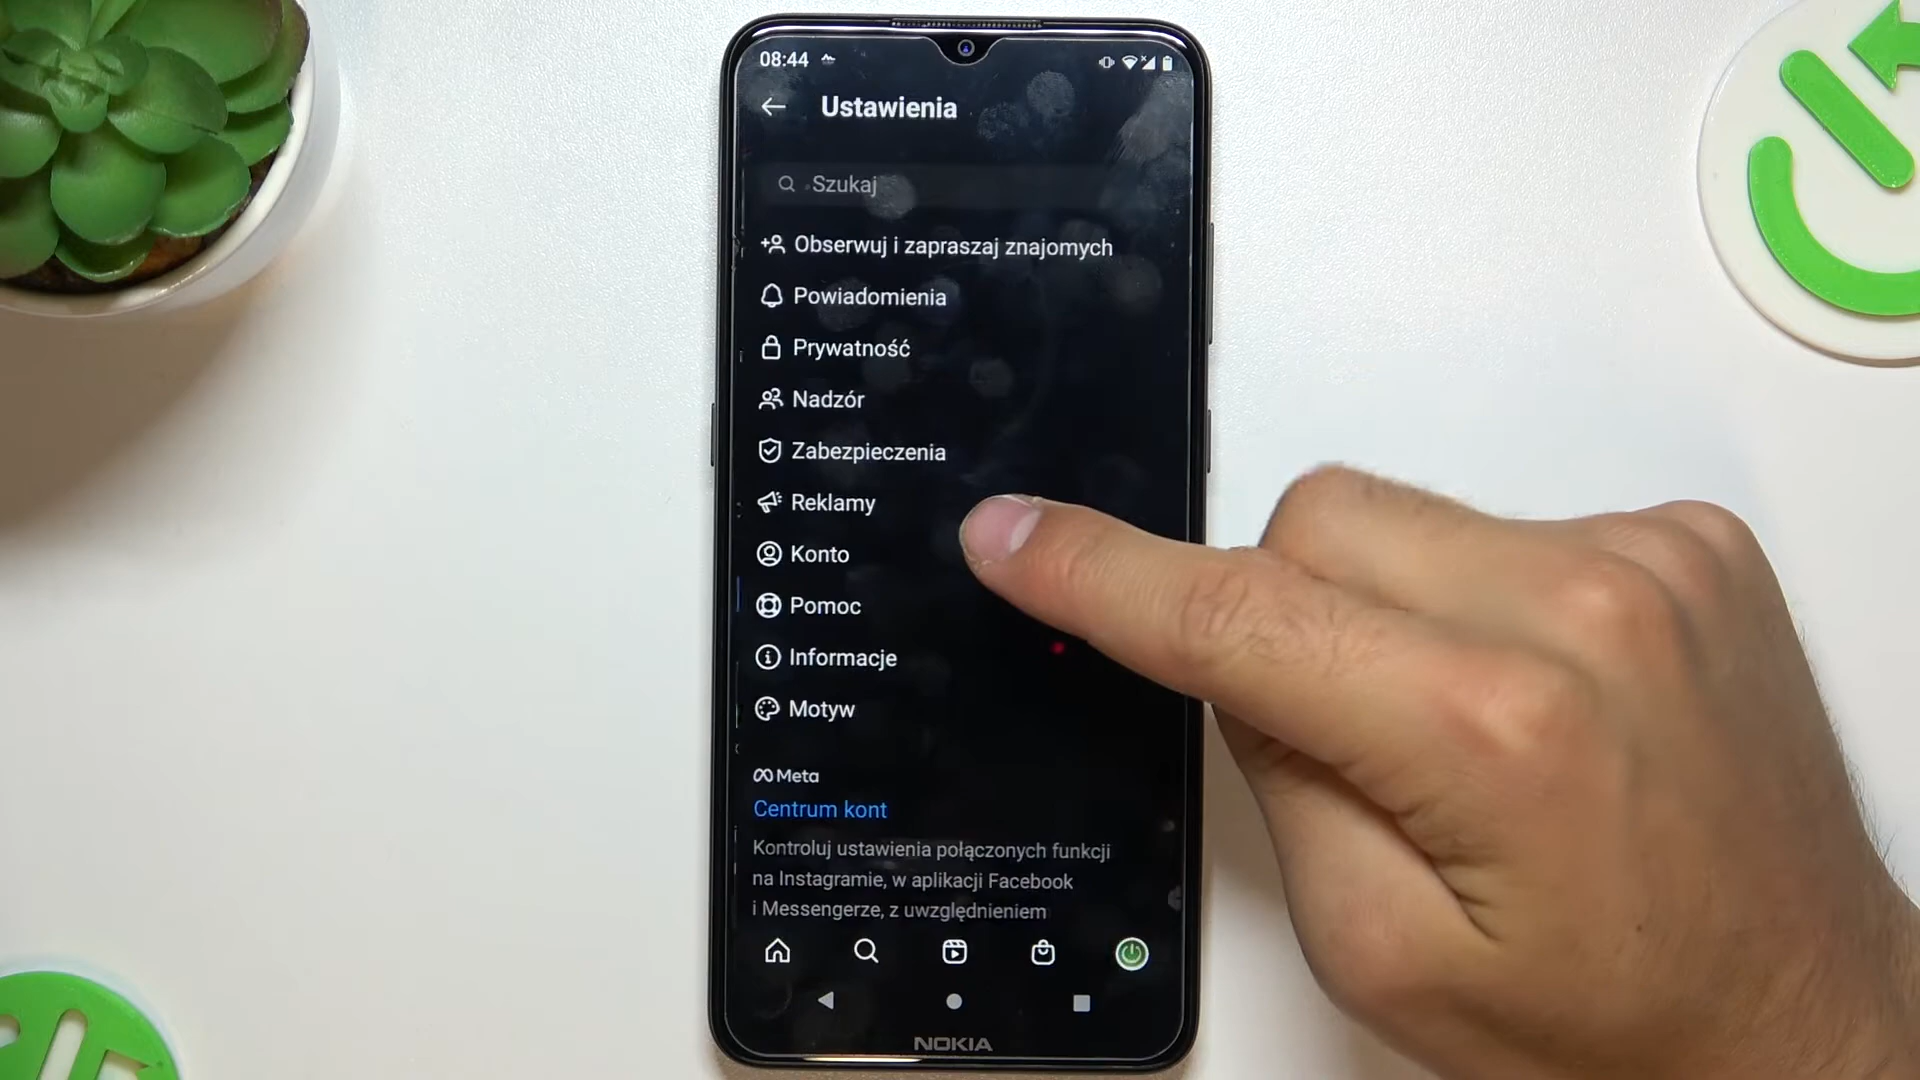 08:44
Ustawienia
Szukaj
Obserwuj i zapraszaj znajomych
Powiadomienia
Prywatność
Nadzór
Zabezpieczenia
Reklamy
Konto
Pomoc
Informacje
Motyw
Meta
Centrum kont
Kontroluj ustawienia połączonych funkcji
na Instagramie, w aplikacji Facebook
i Messengerze, z uwzględnieniem
NOKIA